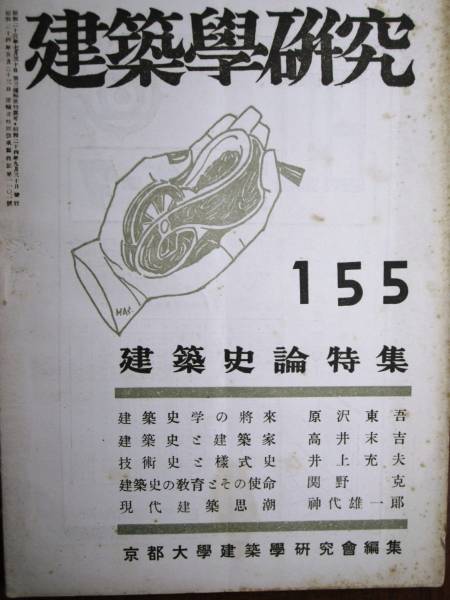 建築學研究
155
建築史論特集
建築史学の將來 原沢東吾
建築史と建築家 高井末吉
技術史と樣式史 井上充夫
建築史の教育とその使命 関野克
現代建築思潮 神代雄一郎
京都大學建築學研究會編集